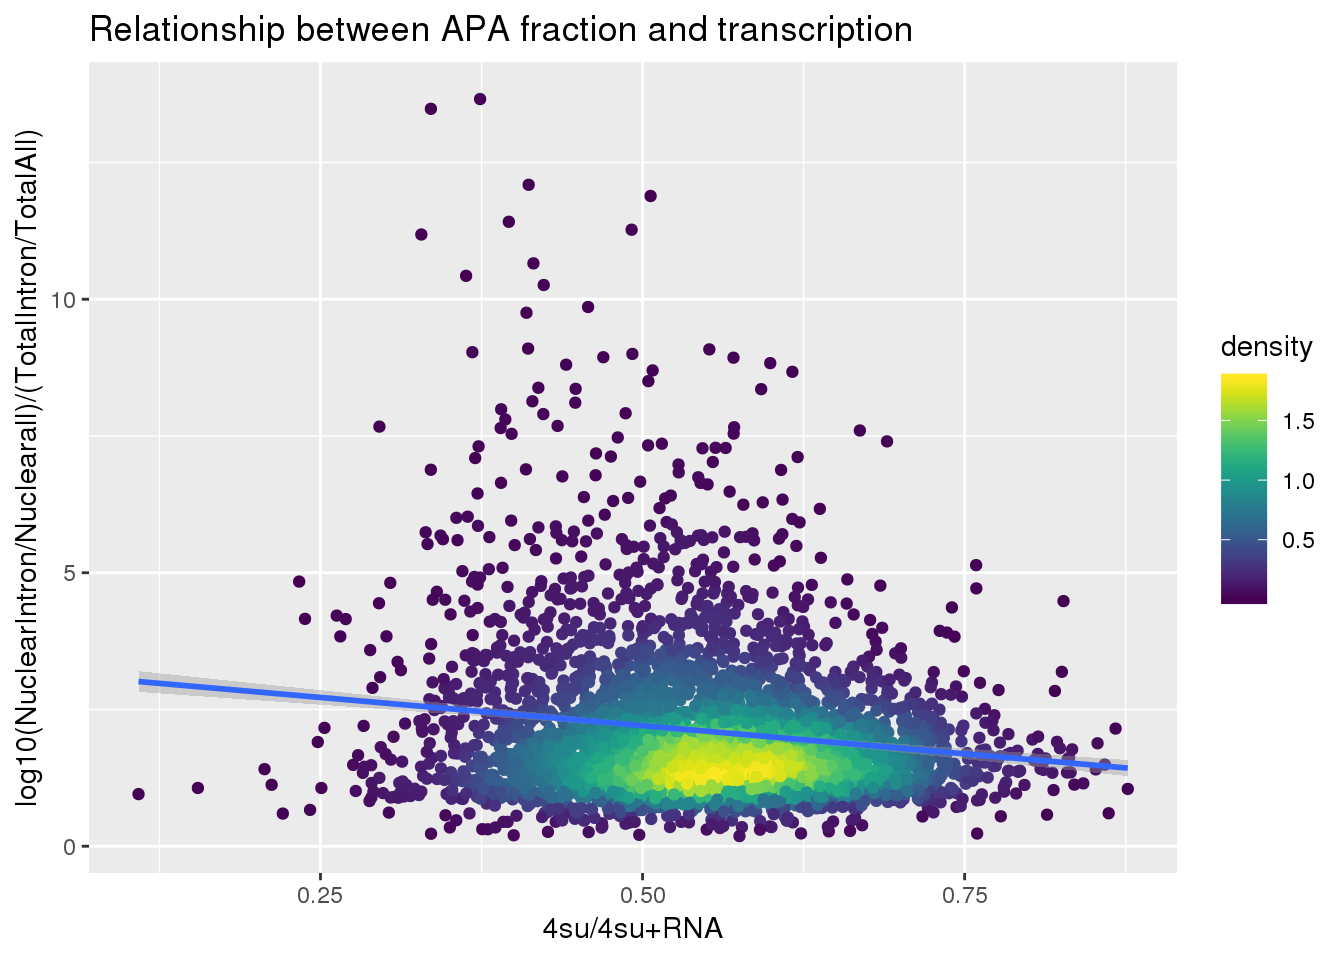 Relationship between APA fraction and transcription
log10(NuclearIntron/Nuclearall)/(TotalIntron/TotalAll)
10
5
0
0.25
0.50
0.75
4su/4su+RNA
density
1.5
1.0
0.5